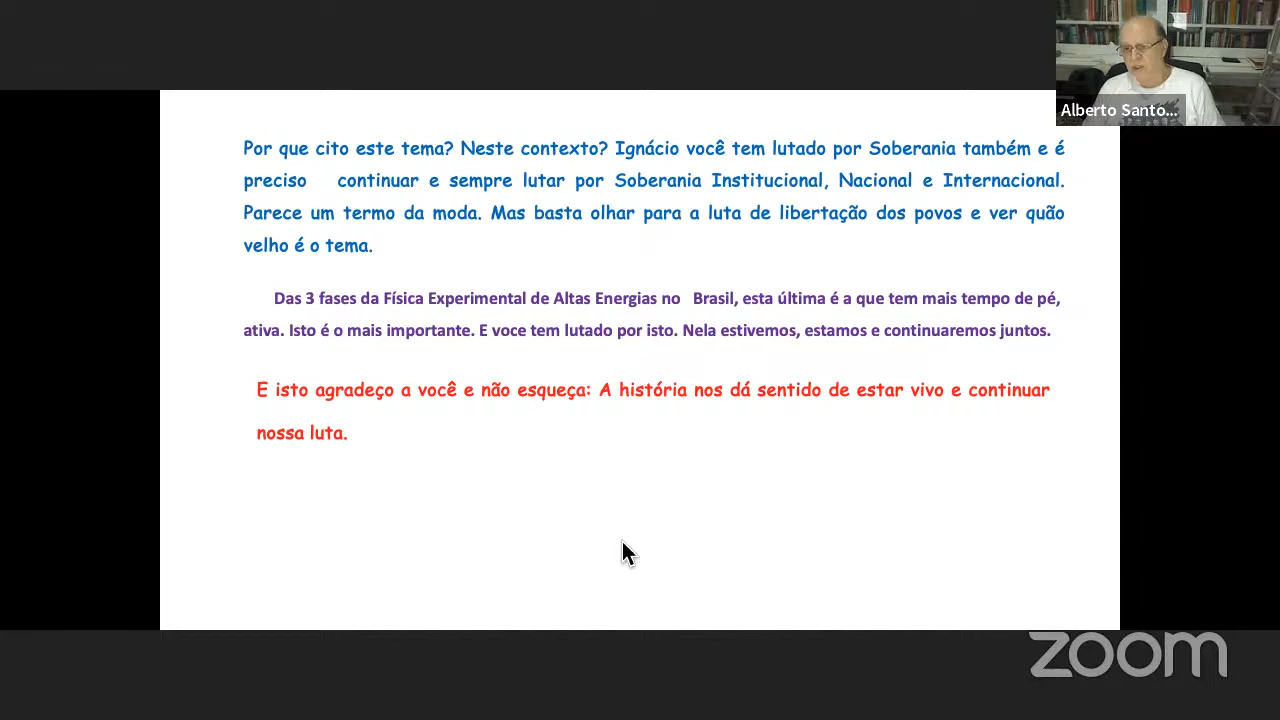 Alberto Santo...
Por que cito este tema? Neste contexto? Ignácio você tem lutado por Soberania também e é
preciso continuar e sempre lutar por Soberania Institucional, Nacional e Internacional.
Parece um termo da moda. Mas basta olhar para a luta de libertação dos povos e ver quão
velho é o tema.
Das 3 fases da Física Experimental de Altas Energias no Brasil, esta última é a que tem mais tempo de pé,
ativa. Isto é o mais importante. E voce tem lutado por isto. Nela estivemos, estamos e continuaremos juntos.
E isto agradeço a você e não esqueça: A história nos dá sentido de estar vivo e continuar
nossa luta.
zoom